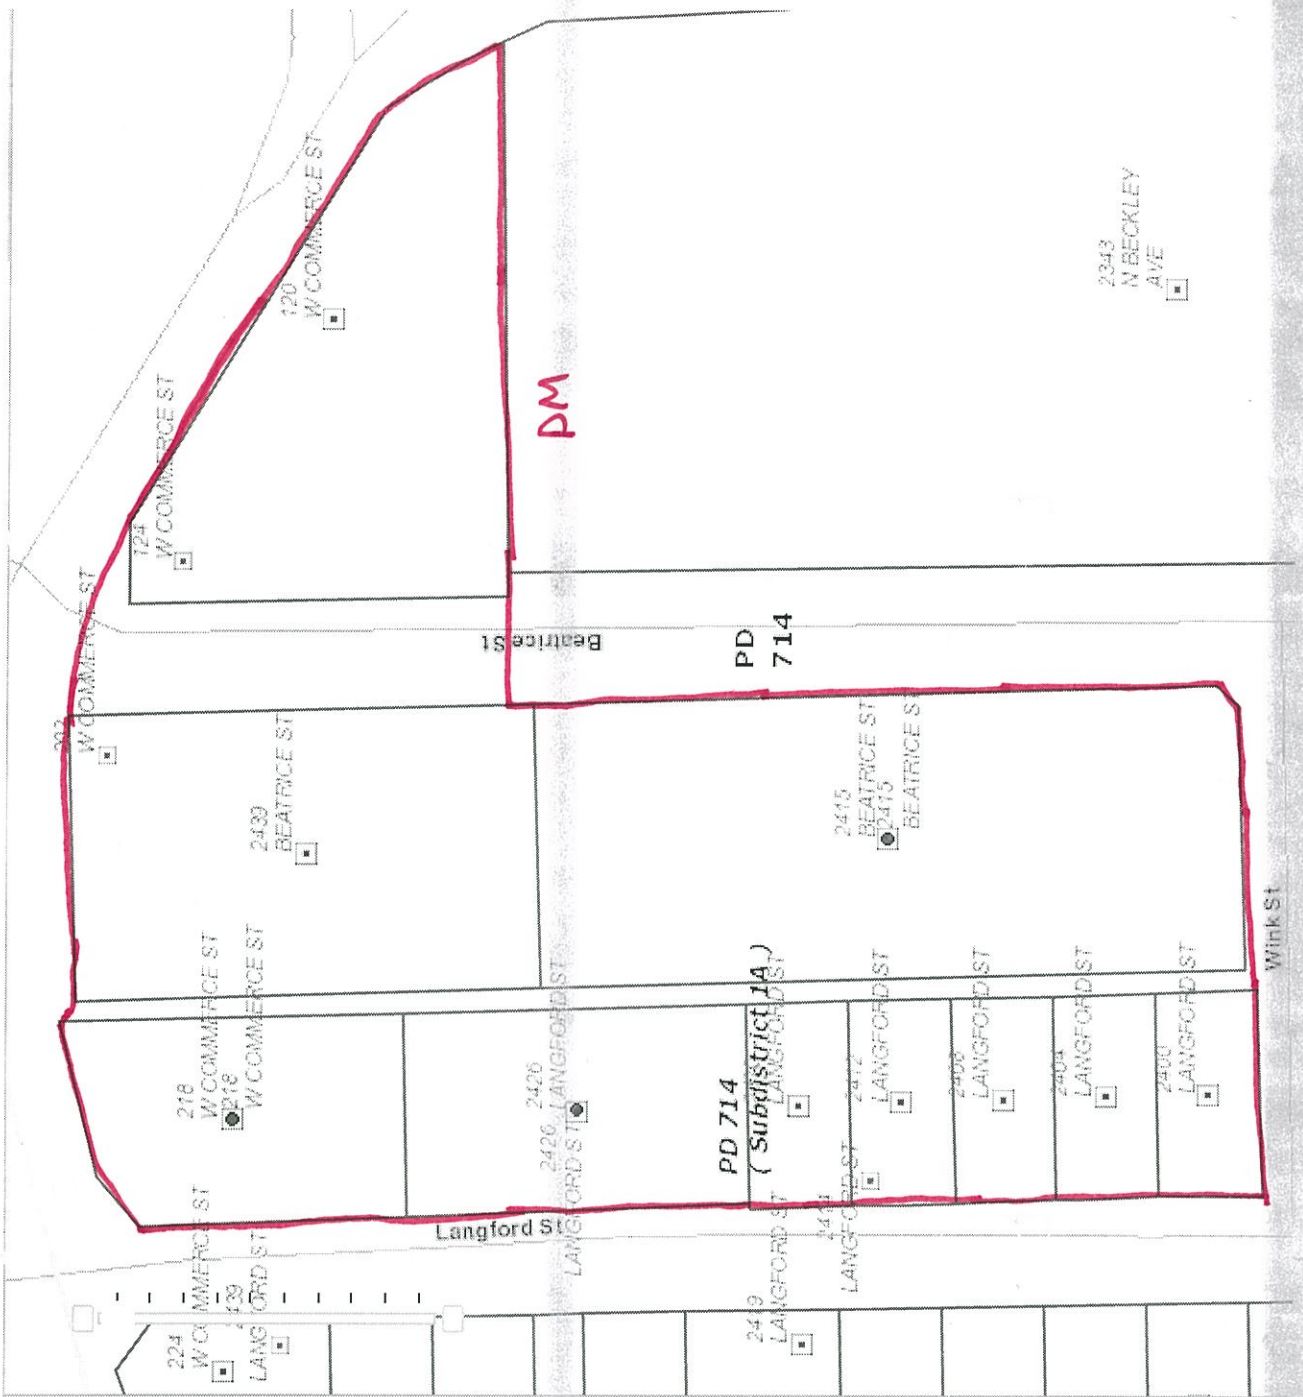 120
W COMMERCE ST
124
W COMMERCE ST
W COMMERCE ST
2439
BEATRICE ST
218
W COMMERCE ST
218
W COMMERCE ST
224
W COMMERCE ST
LANGFORD ST
Beatrice St
PD
714
DM
2343
N BECKLEY
AVE
2415
BEATRICE ST
2415
BEATRICE ST
2426
LANGFORD ST
2426
LANGFORD ST
Langford St
PD 714
( Subdistrict 1A )
LANGFORD ST
2412
LANGFORD ST
2408
LANGFORD ST
2404
LANGFORD ST
2400
LANGFORD ST
LANGFORD ST
2419
LANGFORD ST
Wink St